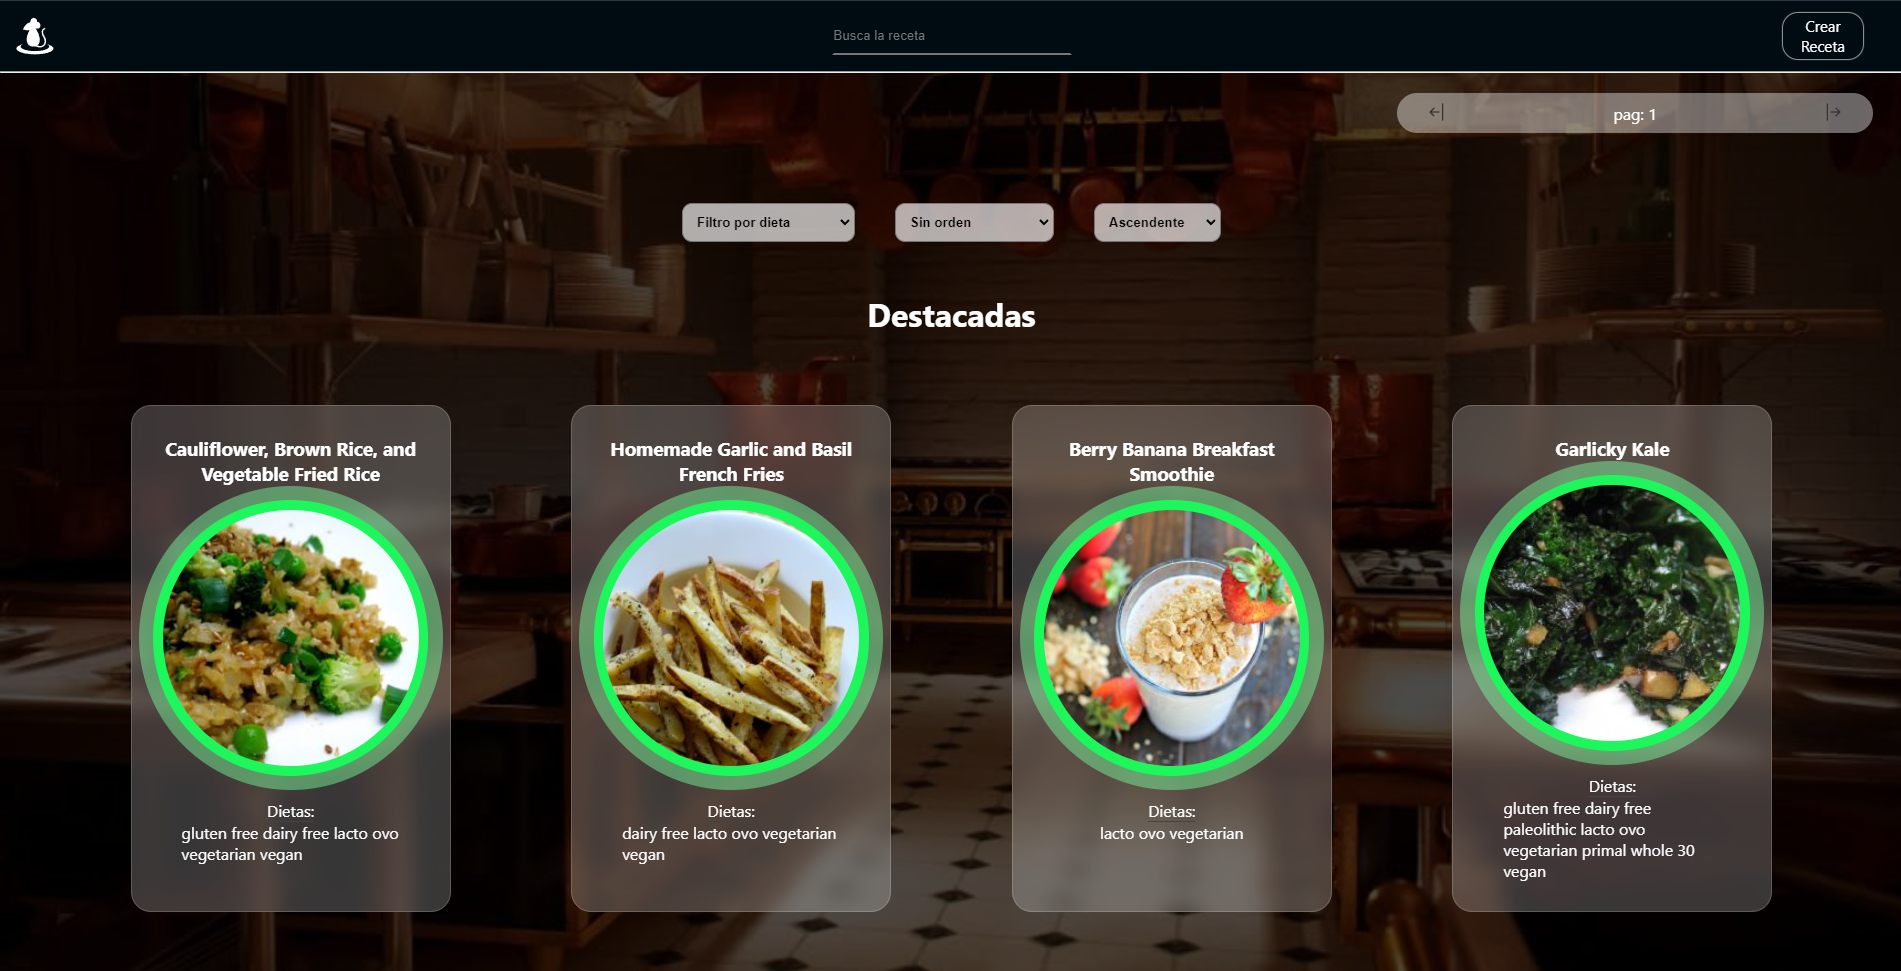 Busca la receta
Crear
Receta
pag: 1
Filtro por dieta
Sin orden
Ascendente
Destacadas
Cauliflower, Brown Rice, and
Vegetable Fried Rice
Dietas:
gluten free dairy free lacto ovo
vegetarian vegan
Homemade Garlic and Basil
French Fries
Dietas:
dairy free lacto ovo vegetarian
vegan
Berry Banana Breakfast
Smoothie
Dietas:
lacto ovo vegetarian
Garlicky Kale
Dietas:
gluten free dairy free
paleolithic lacto ovo
vegetarian primal whole 30
vegan